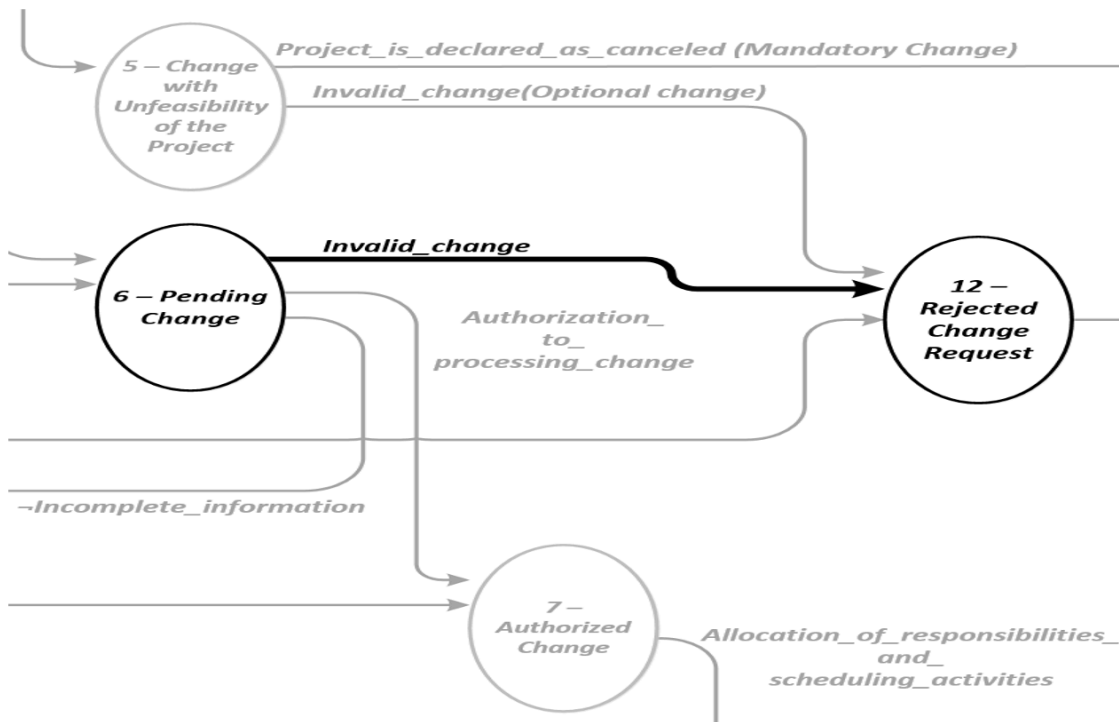 Project_is_declared_as_canceled (Mandatory Change)
5 – Change
with
Unfeasibility
of the
Project
Invalid_change(Optional change)
Invalid_change
6 – Pending
Change
12 –
Rejected
Change
Request
Authorization_
to_
processing_change
¬Incomplete_information
7 –
Authorized
Change
Allocation_of_responsibilities_
and_
scheduling_activities